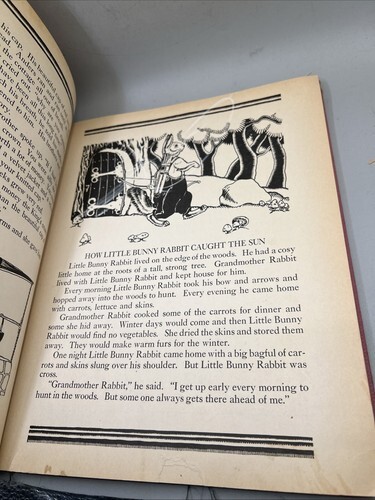 his cap.
HOW LITTLE BUNNY RABBIT CAUGHT THE SUN
Little Bunny Rabbit lived on the edge of the woods. He had a cosy
little home at the roots of a tall, strong tree. Grandmother Rabbit
lived with Little Bunny Rabbit and kept house for him.
Every morning Little Bunny Rabbit took his bow and arrows and
hopped away into the woods to hunt. Every evening he came home
with carrots, lettuce and skins.
Grandmother Rabbit cooked some of the carrots for dinner and
some she hid away. Winter days would come and then Little Bunny
Rabbit would find no vegetables. She dried the skins and stored them
away. They would make warm furs for the winter.
One night Little Bunny Rabbit came home with a big bagful of car-
rots and skins slung over his shoulder. But Little Bunny Rabbit was
cross.
"Grandmother Rabbit," he said. "I get up early every morning to
hunt in the woods. But some one always gets there ahead of me."